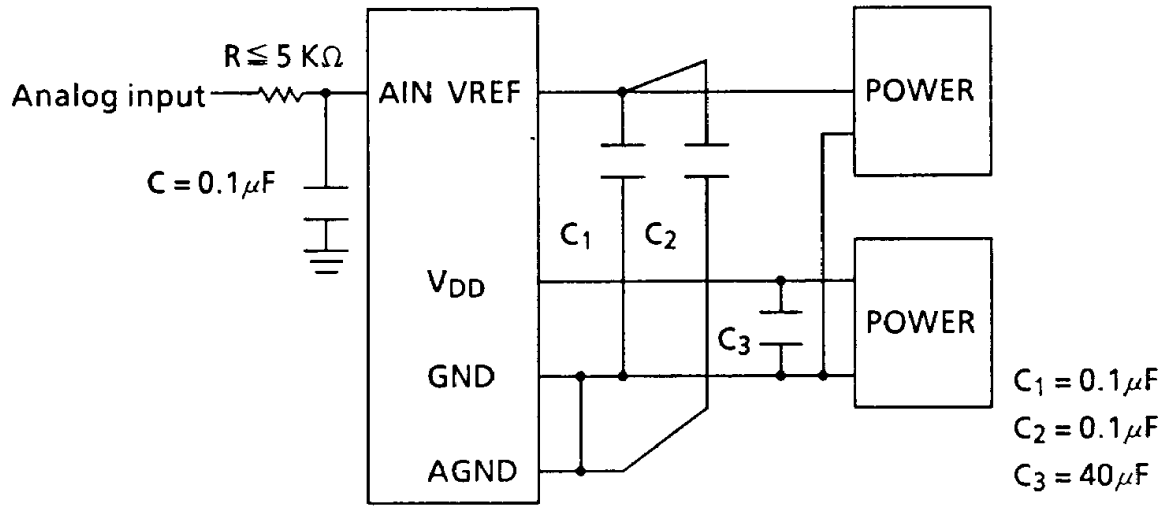 R ≦ 5 KΩ
Analog input
AIN VREF
POWER
C = 0.1μF
C1 C2
VDD
POWER
C3
GND
AGND
C1 = 0.1μF
C2 = 0.1μF
C3 = 40μF